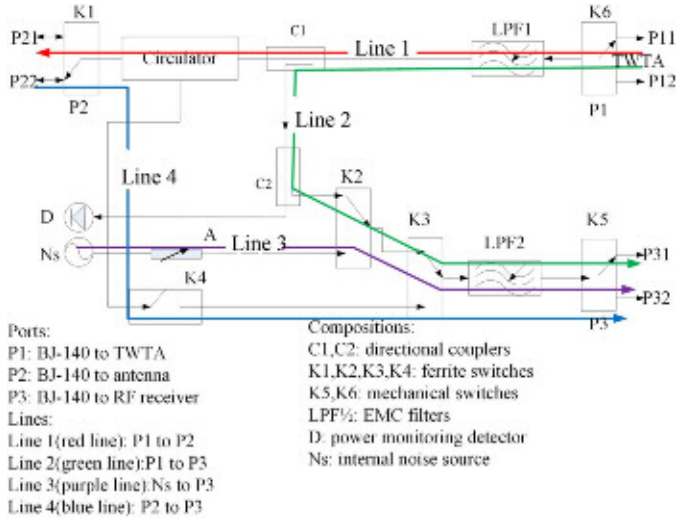 K1
C1
LPF1
K6
P21
Circulator
Line 1
P11
TWTA
P22
P12
P2
P1
Line 2
Line 4
C2
K2
D
A
K3
K5
Ns
Line 3
LPF2
P31
K4
P32
P3
Ports:
P1: BJ-140 to TWTA
P2: BJ-140 to antenna
P3: BJ-140 to RF receiver
Lines:
Line 1(red line): P1 to P2
Line 2(green line):P1 to P3
Line 3(purple line):Ns to P3
Line 4(blue line): P2 to P3
Compositions:
C1,C2: directional couplers
K1,K2,K3,K4: ferrite switches
K5,K6: mechanical switches
LPF½: EMC filters
D: power monitoring detector
Ns: internal noise source